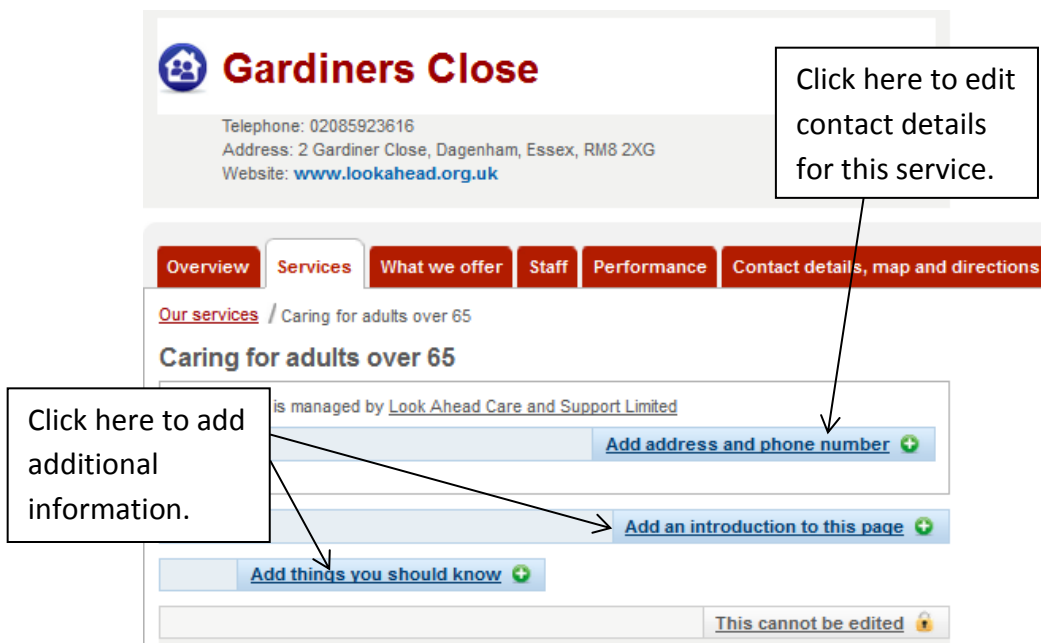 Gardiners Close
Telephone: 02085923616
Address: 2 Gardiner Close, Dagenham, Essex, RM8 2XG
Website: www.lookahead.org.uk
Click here to edit
contact details
for this service.
Overview Services What we offer Staff Performance Contact details, map and directions
Our services / Caring for adults over 65
Caring for adults over 65
is managed by Look Ahead Care and Support Limited
Click here to add
additional
information.
Add address and phone number
Add an introduction to this page
Add things you should know
This cannot be edited